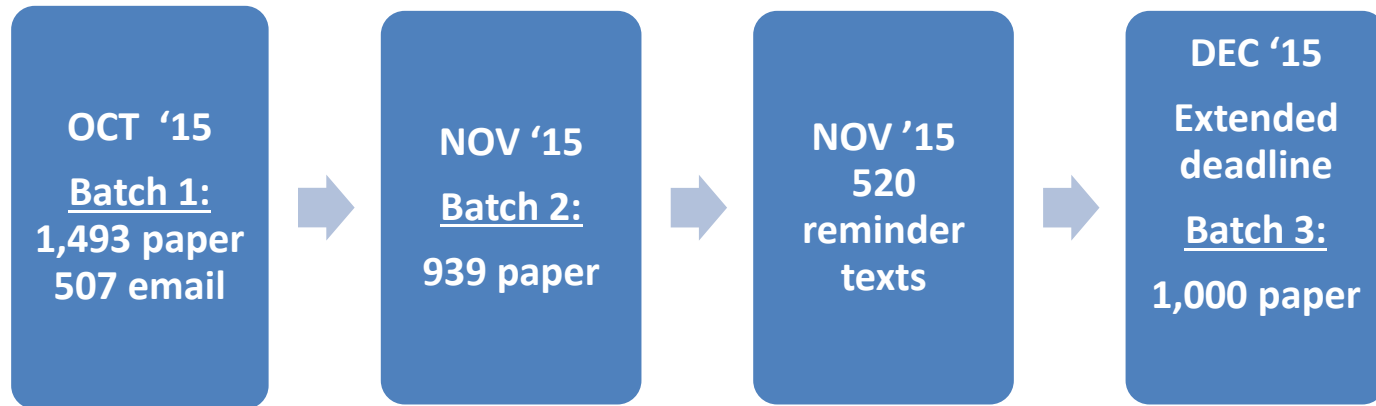 OCT ‘15
Batch 1:
1,493 paper
507 email
NOV ‘15
Batch 2:
939 paper
NOV ’15
520
reminder
texts
DEC ‘15
Extended
deadline
Batch 3:
1,000 paper